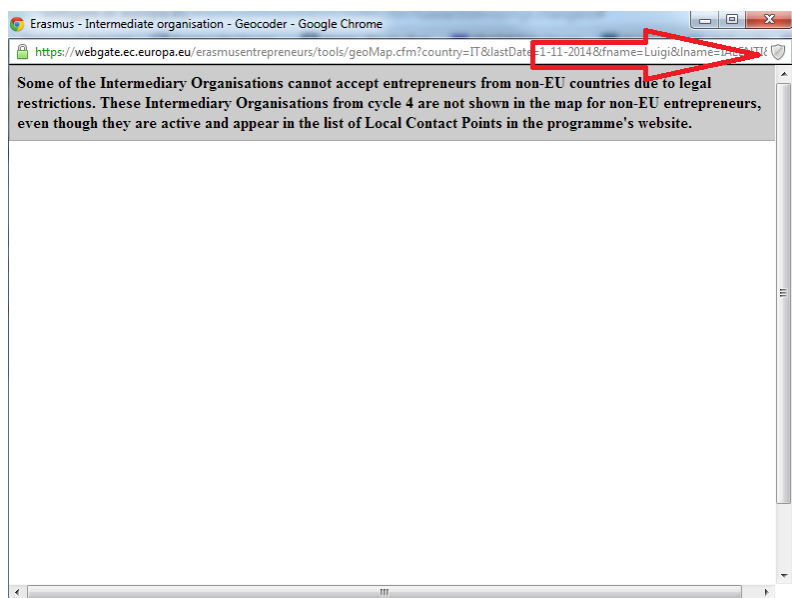 Erasmus - Intermediate organisation - Geocoder - Google Chrome
https://webgate.ec.europa.eu/erasmusentrepreneurs/tools/geoMap.cfm?country=IT&lastDate=1-11-2014&fname=Luigi&lname=IALENTI&
Some of the Intermediary Organisations cannot accept entrepreneurs from non-EU countries due to legal
restrictions. These Intermediary Organisations from cycle 4 are not shown in the map for non-EU entrepreneurs,
even though they are active and appear in the list of Local Contact Points in the programme's website.